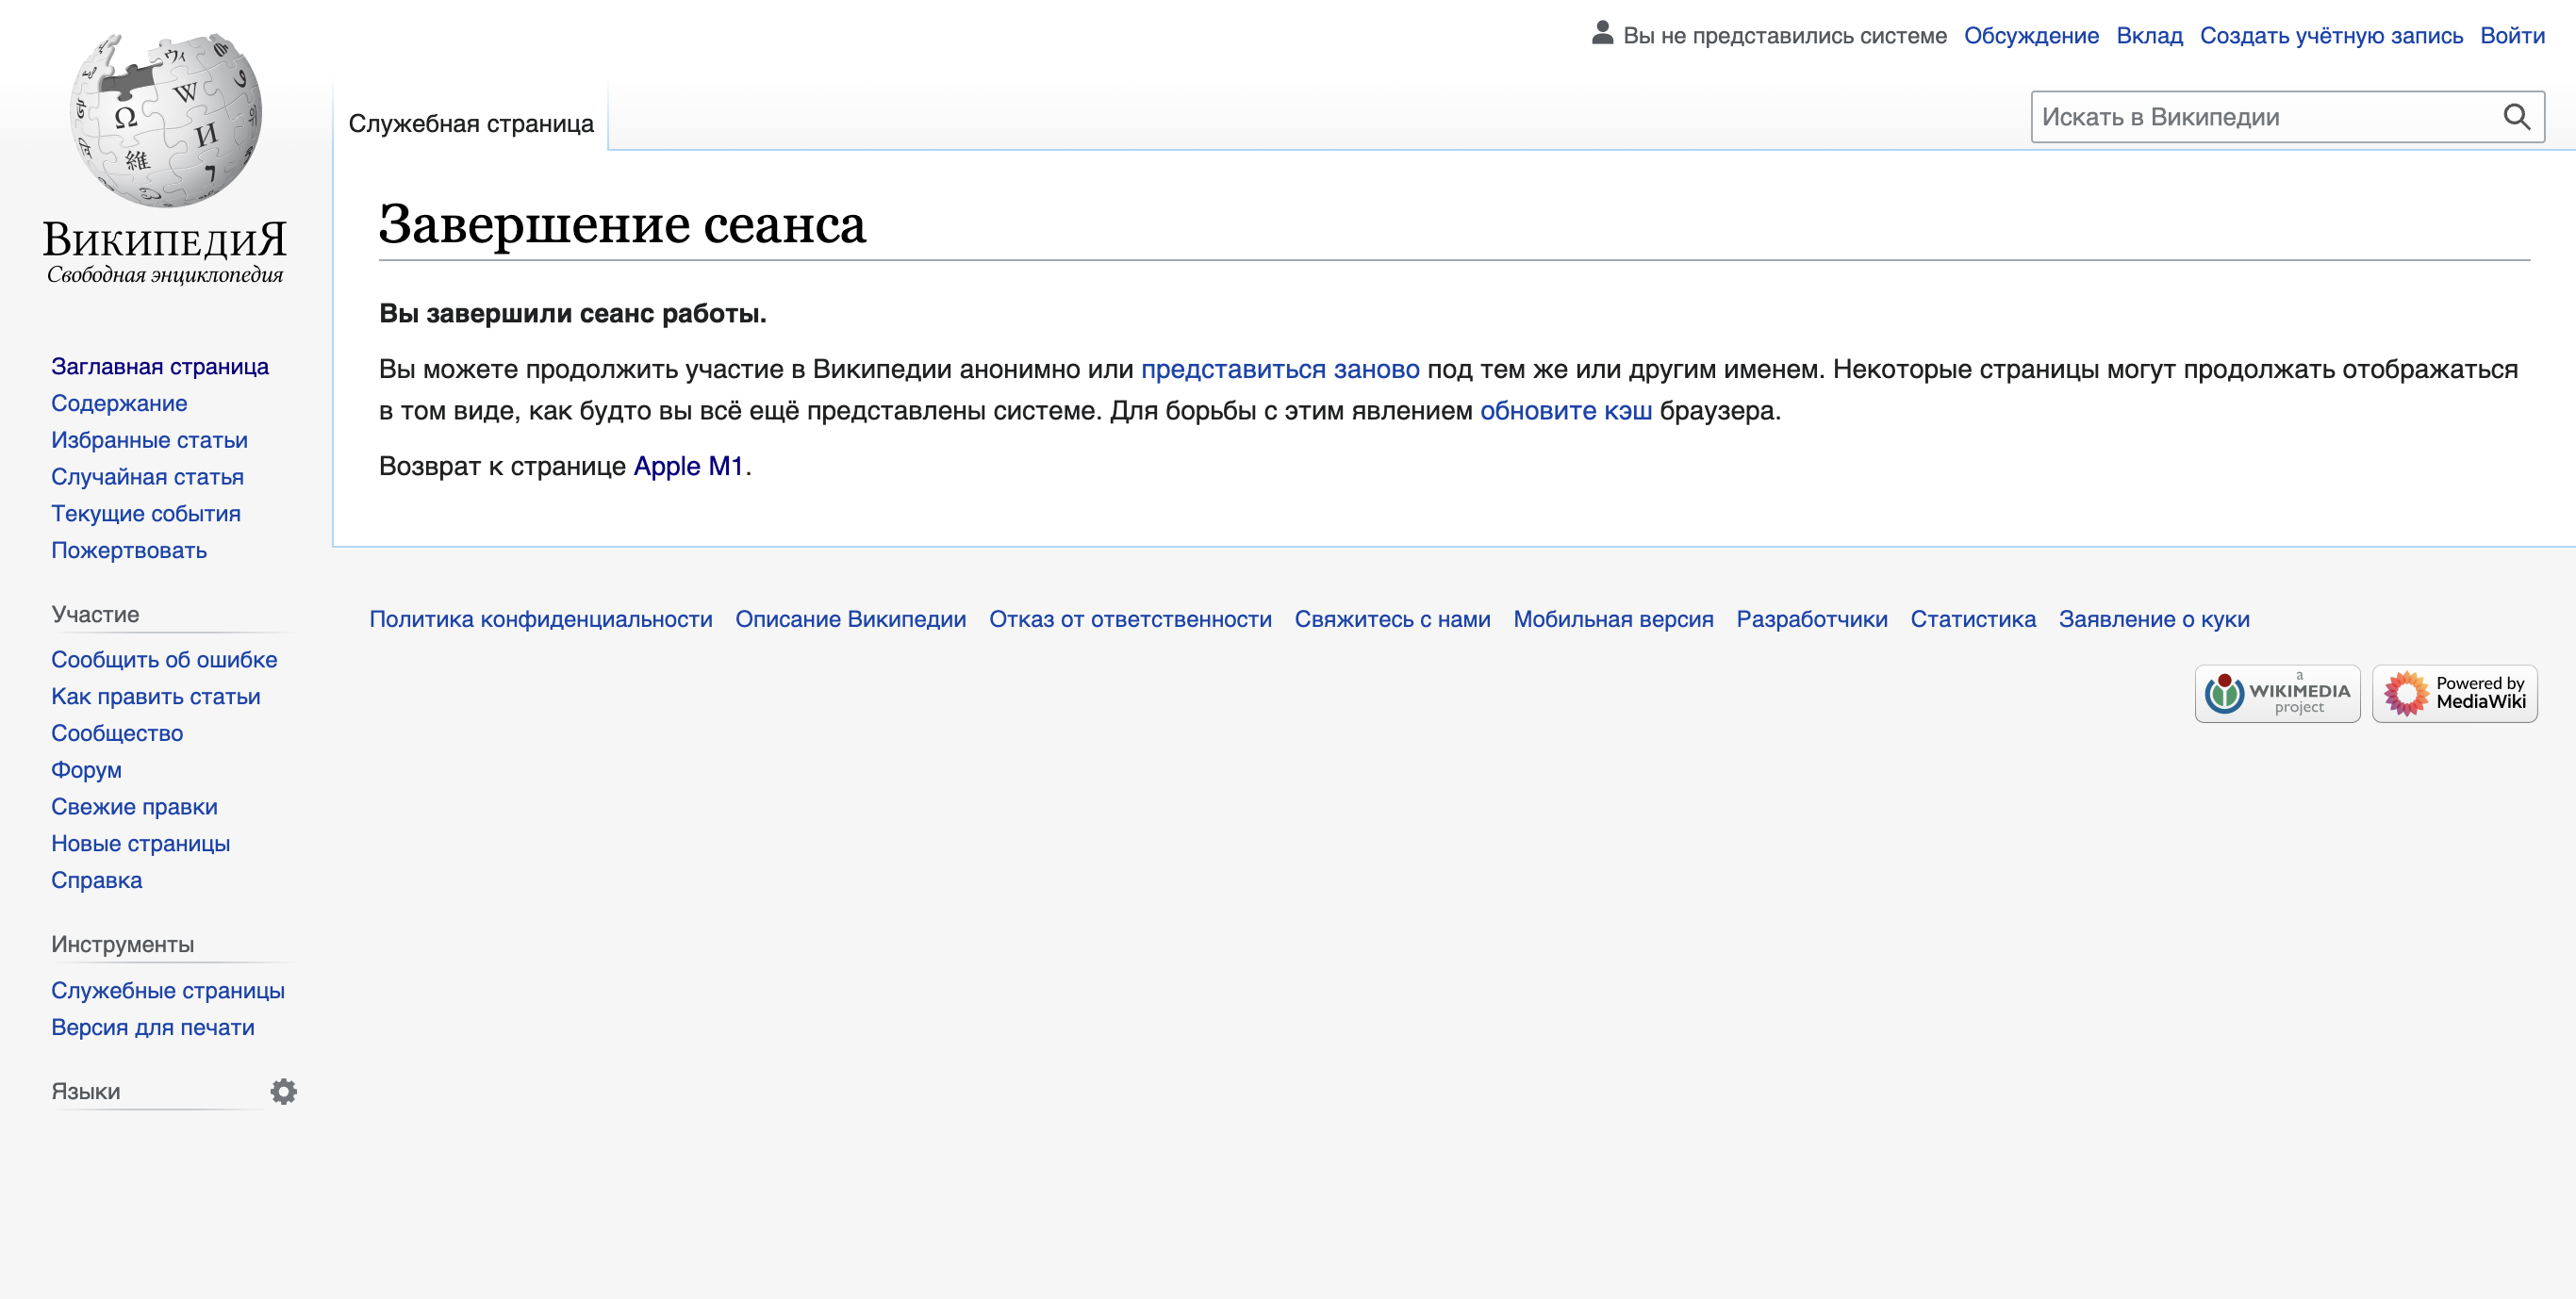 Вы не представились системе Обсуждение Вклад Создать учётную запись Войти
Служебная страница
Искать в Википедии
Ω W И 維 7
ВикипедиЯ
Свободная энциклопедия
Завершение сеанса
Вы завершили сеанс работы.
Вы можете продолжить участие в Википедии анонимно или представиться заново под тем же или другим именем. Некоторые страницы могут продолжать отображаться
в том виде, как будто вы всё ещё представлены системе. Для борьбы с этим явлением обновите кэш браузера.
Возврат к странице Apple M1.
Заглавная страница
Содержание
Избранные статьи
Случайная статья
Текущие события
Пожертвовать
Участие
Сообщить об ошибке
Как править статьи
Сообщество
Форум
Свежие правки
Новые страницы
Справка
Инструменты
Служебные страницы
Версия для печати
Языки
Политика конфиденциальности Описание Википедии Отказ от ответственности Свяжитесь с нами Мобильная версия Разработчики Статистика Заявление о куки
a
WIKIMEDIA
project
Powered by
MediaWiki